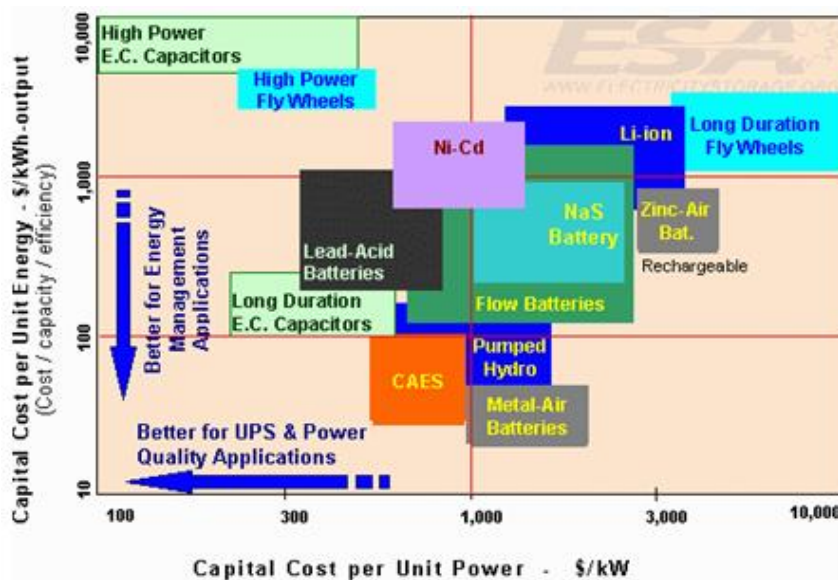 10,000
High Power
E.C. Capacitors
High Power
Fly Wheels
ESA
WWW.ELECTRICITYSTORAGE.ORG
Ni-Cd
Li-ion
Long Duration
Fly Wheels
1,000
Lead-Acid
Batteries
NaS
Battery
Zinc-Air
Bat.
Rechargeable
Long Duration
E.C. Capacitors
Flow Batteries
Better for Energy
Management
Applications
100
CAES
Pumped
Hydro
Metal-Air
Batteries
Better for UPS & Power
Quality Applications
10
Capital Cost per Unit Energy - $/kWh-output
(Cost / capacity / efficiency)
100
300
1,000
3,000
10,000
Capital Cost per Unit Power - $/kW